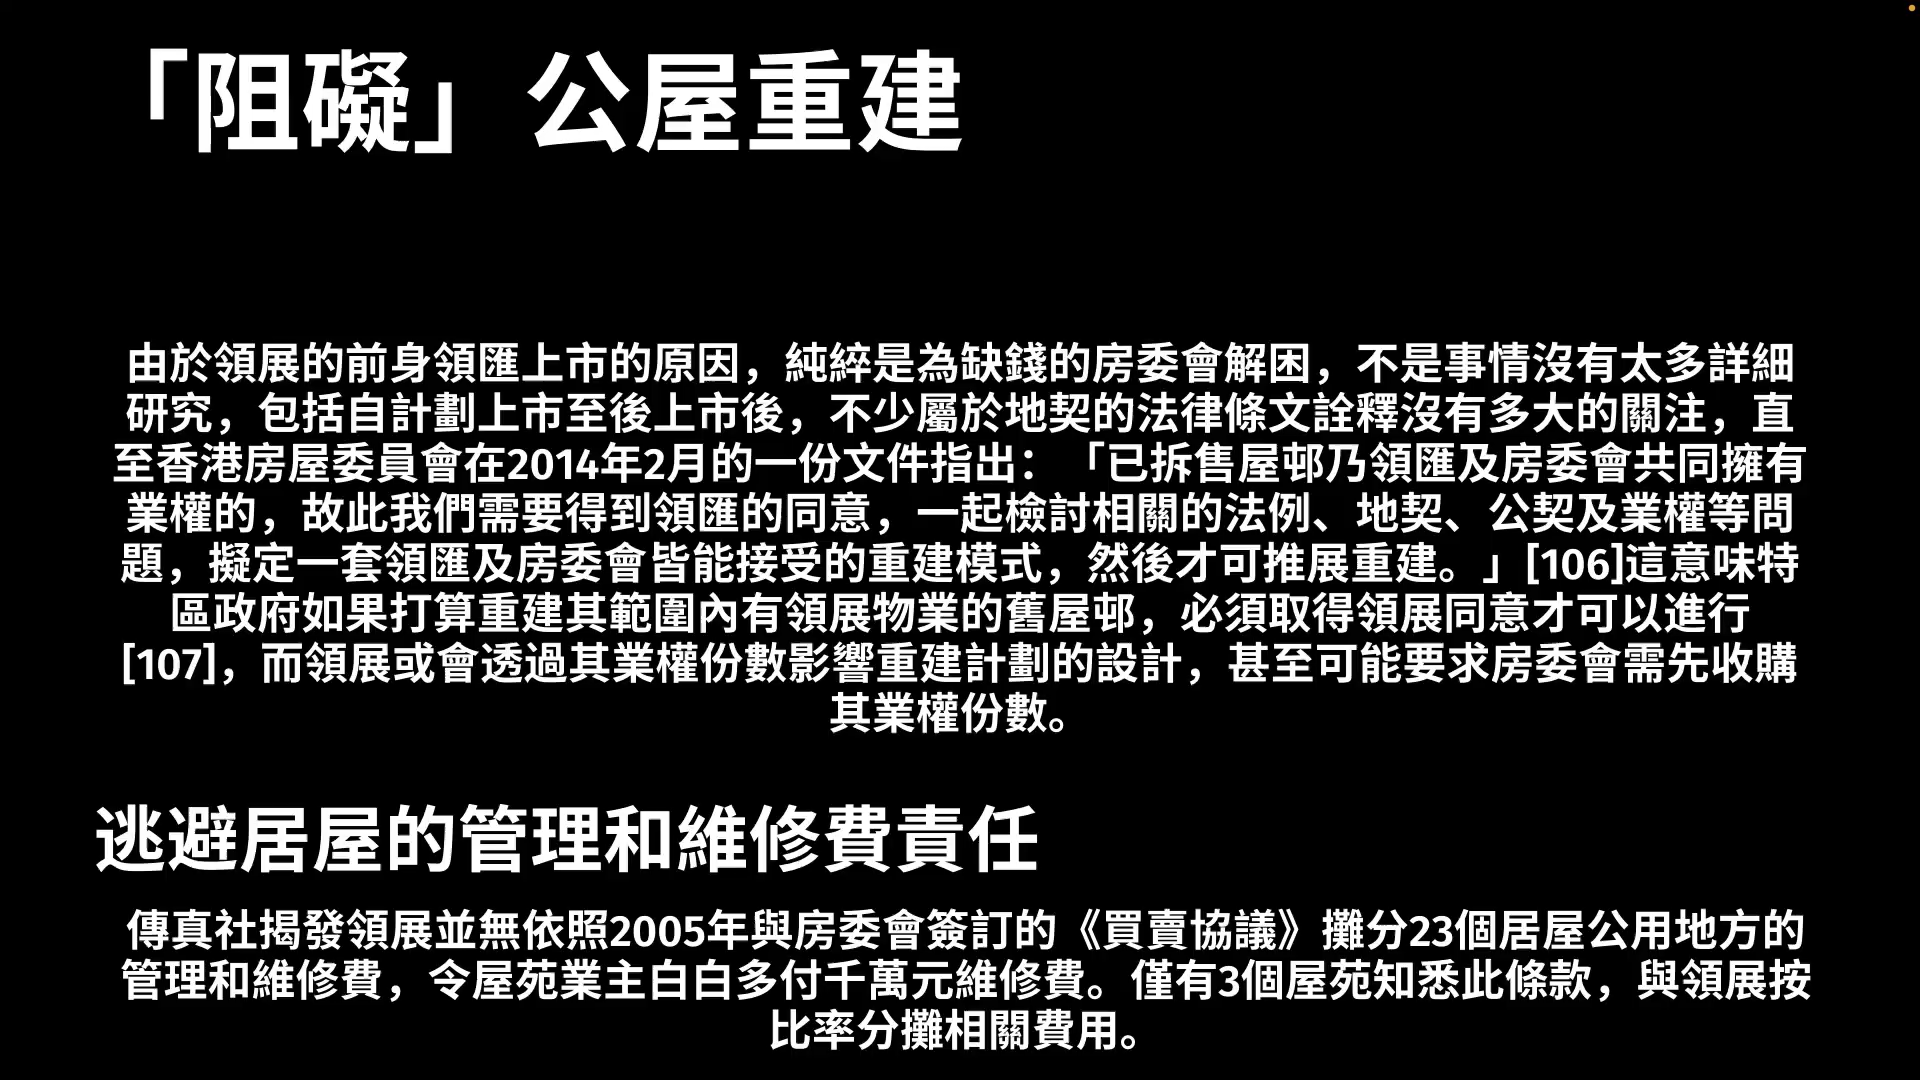 「阻礙」公屋重建
由於領展的前身領匯上市的原因，純綷是為缺錢的房委會解困，不是事情沒有太多詳細
研究，包括自計劃上市至後上市後，不少屬於地契的法律條文詮釋沒有多大的關注，直
至香港房屋委員會在2014年2月的一份文件指出：「已拆售屋邨乃領匯及房委會共同擁有
業權的，故此我們需要得到領匯的同意，一起檢討相關的法例、地契、公契及業權等問
題，擬定一套領匯及房委會皆能接受的重建模式，然後才可推展重建。」[106]這意味特
區政府如果打算重建其範圍內有領展物業的舊屋邨，必須取得領展同意才可以進行
[107]，而領展或會透過其業權份數影響重建計劃的設計，甚至可能要求房委會需先收購
其業權份數。
逃避居屋的管理和維修費責任
傳真社揭發領展並無依照2005年與房委會簽訂的《買賣協議》攤分23個居屋公用地方的
管理和維修費，令屋苑業主白白多付千萬元維修費。僅有3個屋苑知悉此條款，與領展按
比率分攤相關費用。